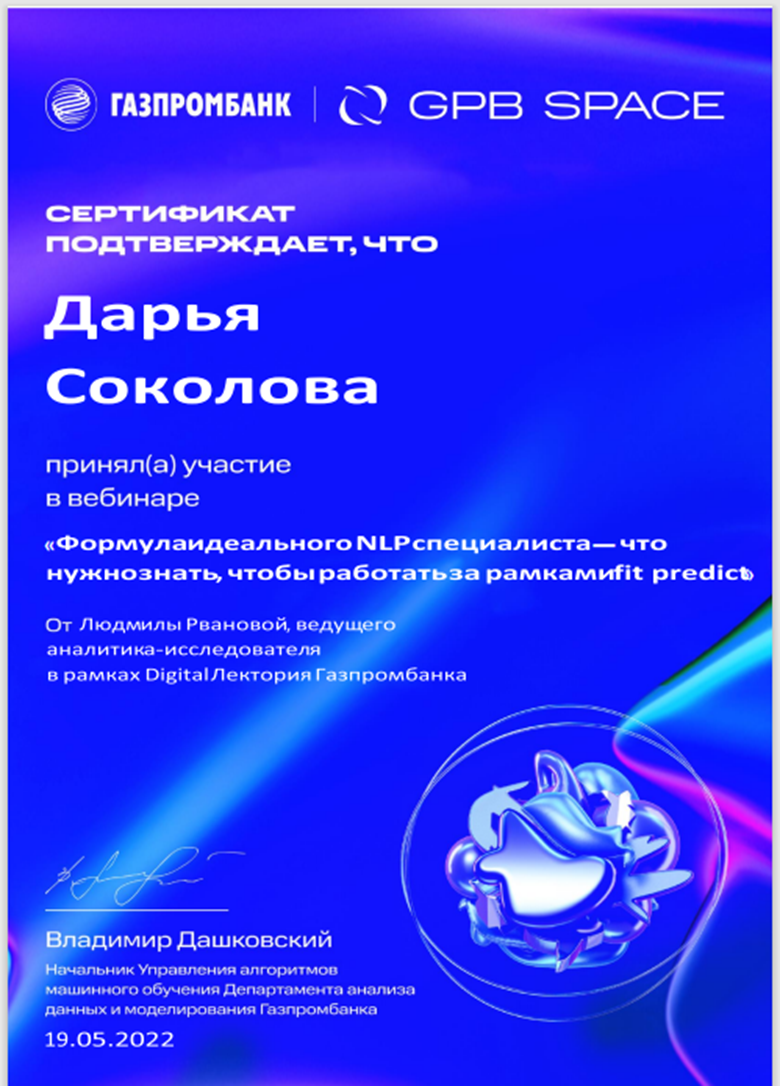 ГАЗПРОМБАНК | GPB SPACE
СЕРТИФИКАТ
ПОДТВЕРЖДАЕТ, ЧТО
Дарья
Соколова
принял(а) участие
в вебинаре
«Формулаидеального NLPспециалиста— что
нужнознать, чтобыработатьза рамкамиfit predict»
От Людмилы Рвановой, ведущего
аналитика-исследователя
в рамках DigitalЛектория Газпромбанка
Владимир Дашковский
Начальник Управления алгоритмов
машинного обучения Департамента анализа
данных и моделирования Газпромбанка
19.05.2022